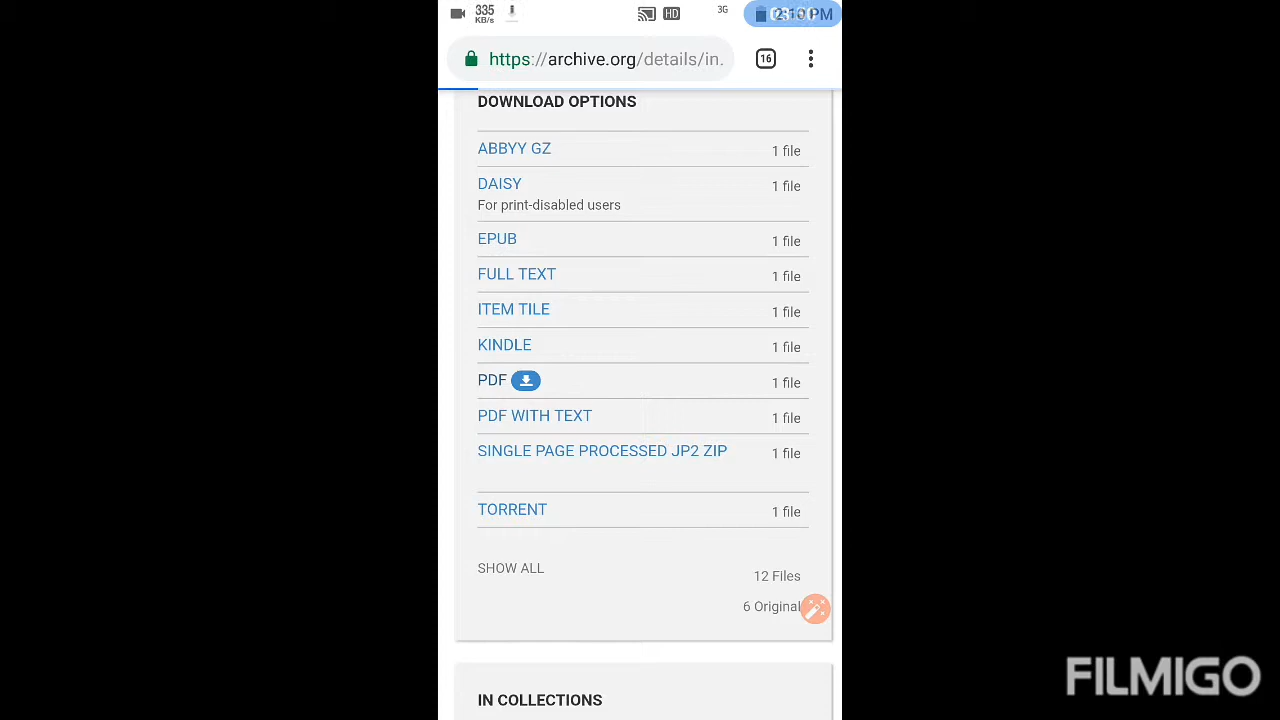 335
KB/s
HD
3G
PM
https://archive.org/details/in.
16
DOWNLOAD OPTIONS
ABBYY GZ 1 file
DAISY 1 file
For print-disabled users
EPUB 1 file
FULL TEXT 1 file
ITEM TILE 1 file
KINDLE 1 file
PDF 1 file
PDF WITH TEXT 1 file
SINGLE PAGE PROCESSED JP2 ZIP 1 file
TORRENT 1 file
SHOW ALL 12 Files
6 Original
IN COLLECTIONS
FILMIGO